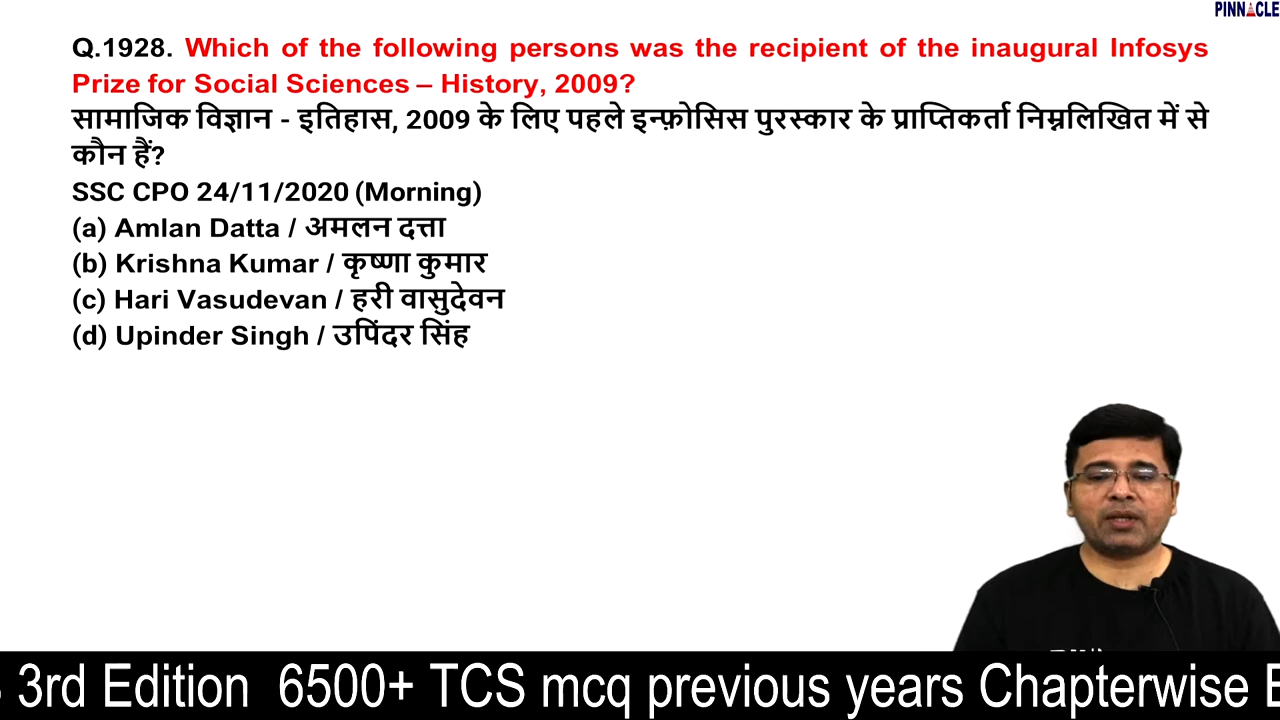 PINNACLE
Q.1928. Which of the following persons was the recipient of the inaugural Infosys
Prize for Social Sciences – History, 2009?
सामाजिक विज्ञान - इतिहास, 2009 के लिए पहले इन्फ़ोसिस पुरस्कार के प्राप्तिकर्ता निम्नलिखित में से
कौन हैं?
SSC CPO 24/11/2020 (Morning)
(a) Amlan Datta / अमलन दत्ता
(b) Krishna Kumar / कृष्णा कुमार
(c) Hari Vasudevan / हरी वासुदेवन
(d) Upinder Singh / उपिंदर सिंह
3rd Edition 6500+ TCS mcq previous years Chapterwise